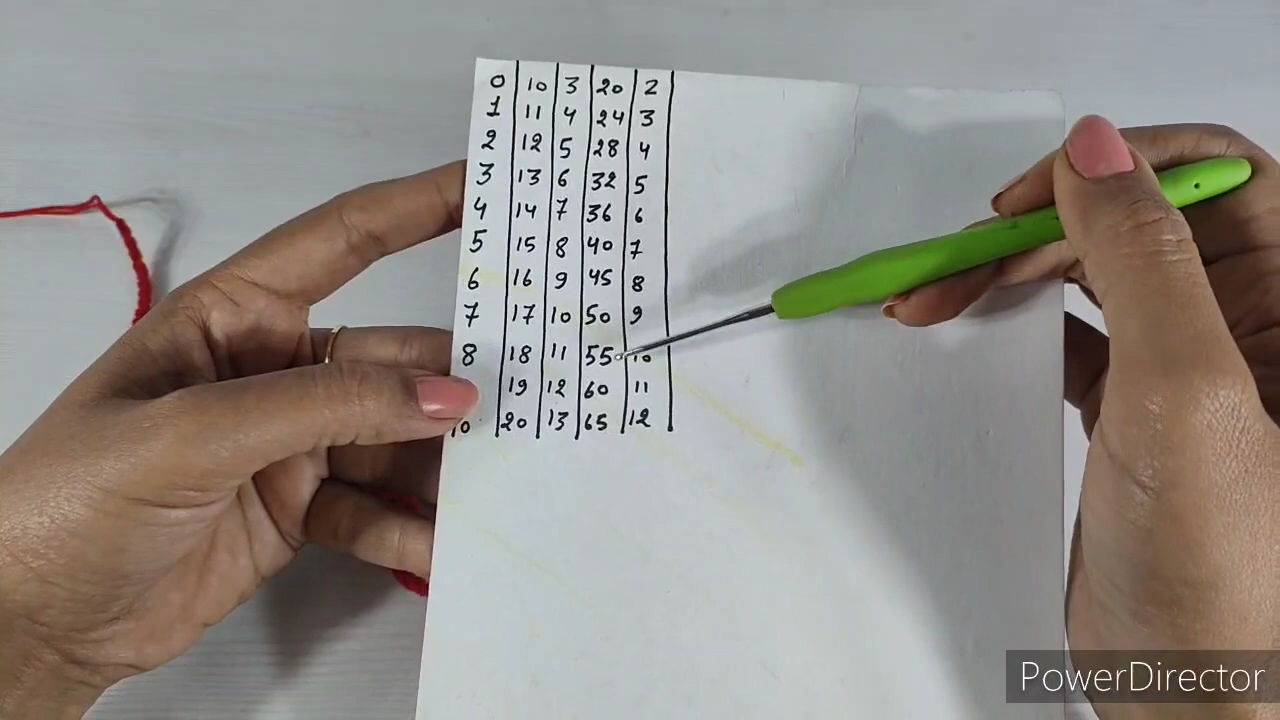 0 10 3 20 2
1 11 4 24 3
2 12 5 28 4
3 13 6 32 5
4 14 7 36 6
5 15 8 40 7
6 16 9 45 8
7 17 10 50 9
8 18 11 55 10
19 12 60 11
10 20 13 65 12
PowerDirector